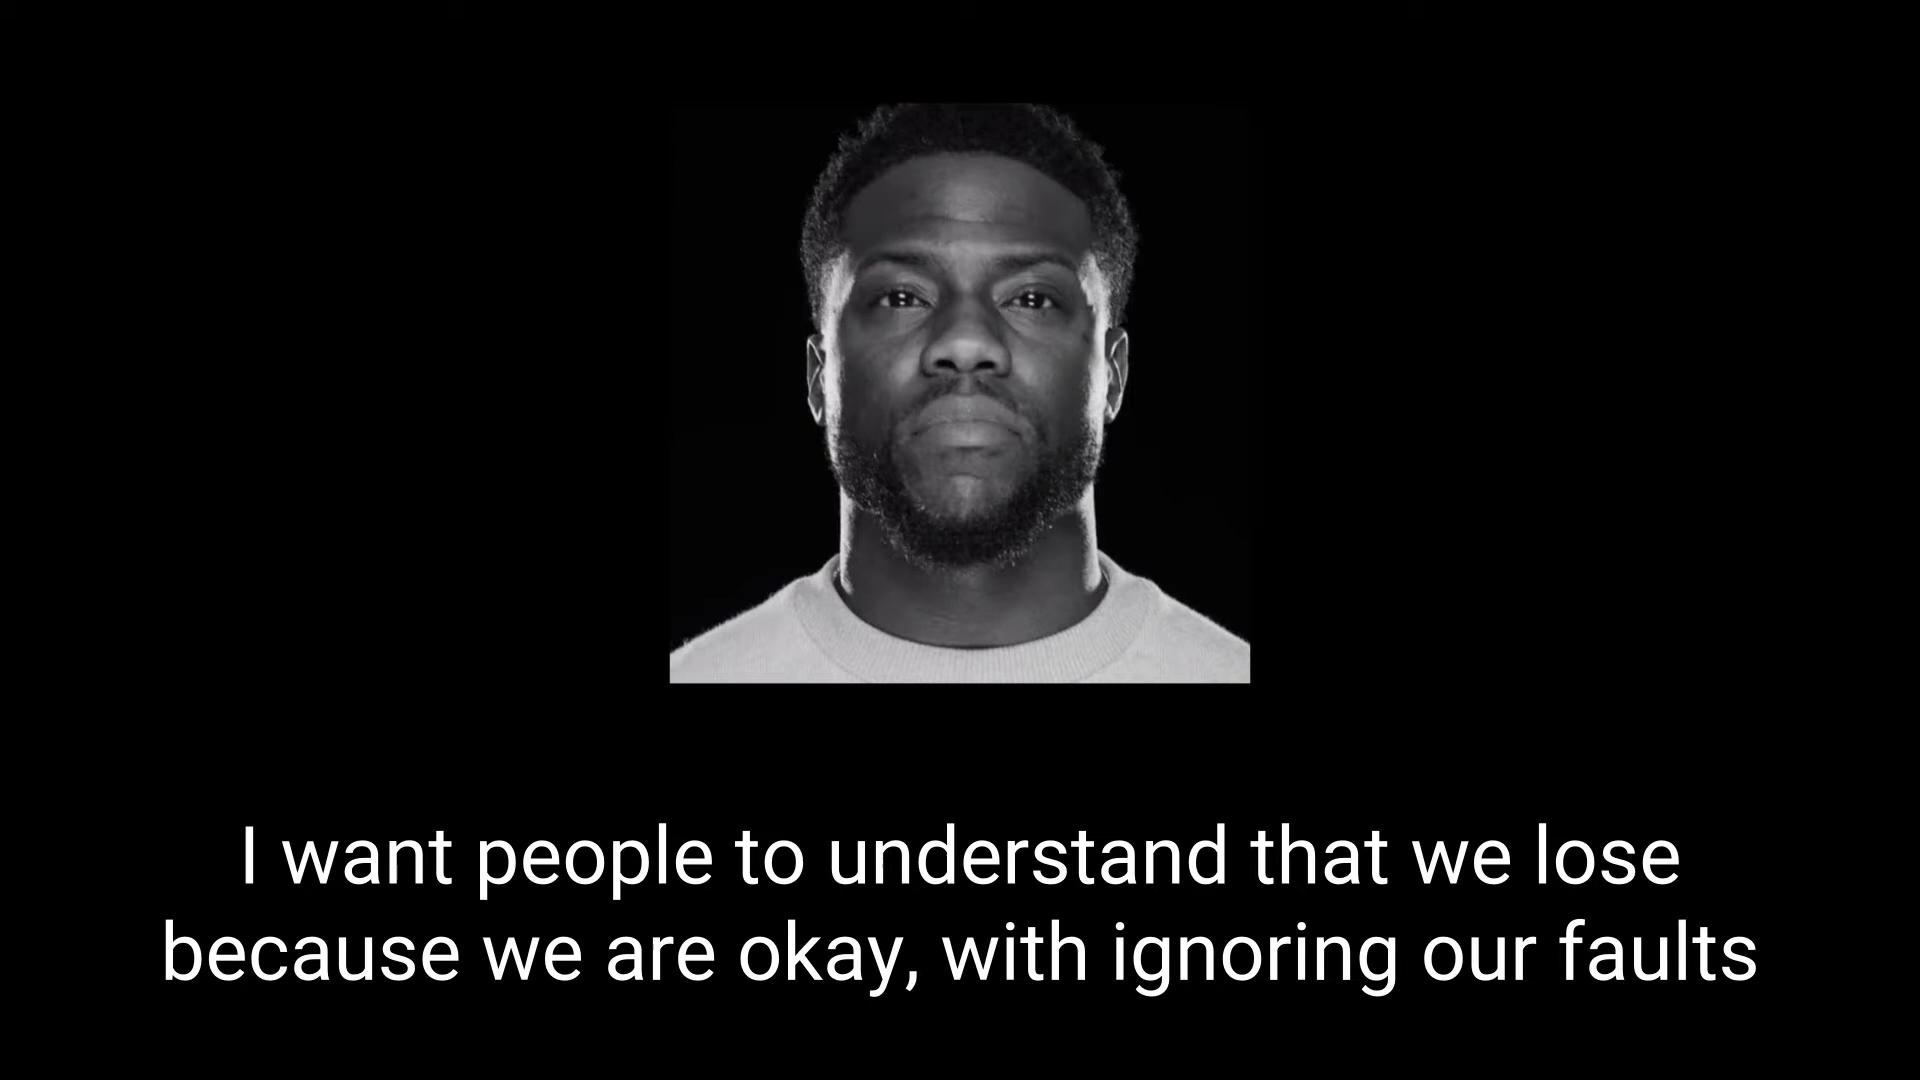 I want people to understand that we lose
because we are okay, with ignoring our faults